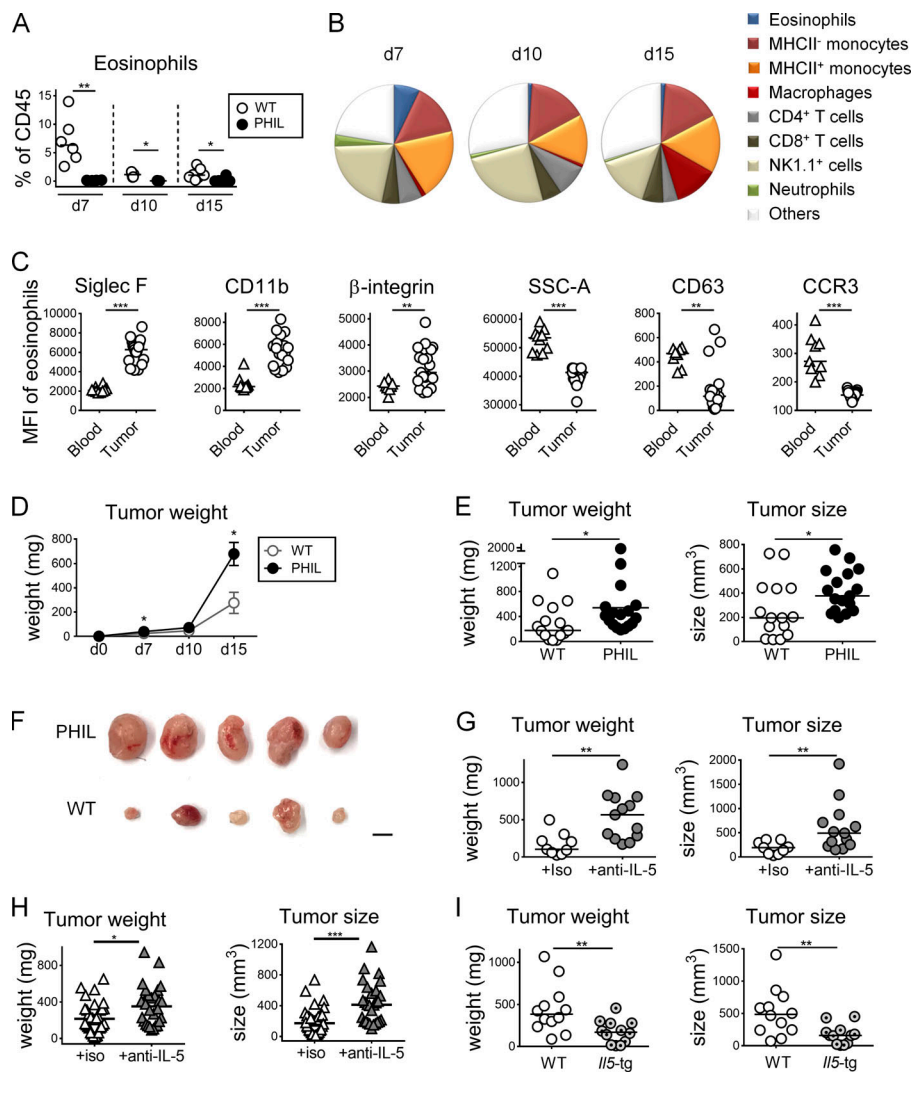 A
Eosinophils
% of CD45
15
10
5
0
**
*
*
WT
PHIL
d7
d10
d15
B
d7
d10
d15
Eosinophils
MHCII- monocytes
MHCII+ monocytes
Macrophages
CD4+ T cells
CD8+ T cells
NK1.1+ cells
Neutrophils
Others
C
MFI of eosinophils
Siglec F
***
10000
8000
6000
4000
2000
0
Blood
Tumor
CD11b
***
8000
6000
4000
2000
0
Blood
Tumor
β-integrin
**
5000
4000
3000
2000
Blood
Tumor
SSC-A
***
60000
50000
40000
30000
Blood
Tumor
CD63
**
800
600
400
200
0
Blood
Tumor
CCR3
***
400
300
200
100
Blood
Tumor
D
Tumor weight
weight (mg)
800
600
400
200
0
*
*
d0
d7
d10
d15
WT
PHIL
E
Tumor weight
weight (mg)
*
2000
1200
800
400
0
WT
PHIL
Tumor size
size (mm3)
*
800
600
400
200
0
WT
PHIL
F
PHIL
WT
G
Tumor weight
weight (mg)
**
1000
500
0
+Iso
+anti-IL-5
Tumor size
size (mm3)
**
2000
1500
1000
500
0
+Iso
+anti-IL-5
H
Tumor weight
weight (mg)
*
800
400
0
+iso
+anti-IL-5
Tumor size
size (mm3)
***
1200
800
400
0
+iso
+anti-IL-5
I
Tumor weight
weight (mg)
**
1000
500
0
WT
Il5-tg
Tumor size
size (mm3)
**
1500
1000
500
0
WT
Il5-tg